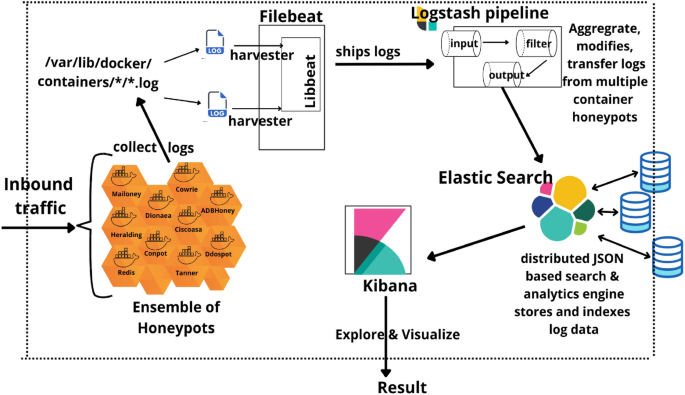 Filebeat
Logstash pipeline
/var/lib/docker/
containers/*/*.log
LOG
harvester
LOG
harvester
Libbeat
ships logs
input
filter
output
Aggregrate,
modifies,
transfer logs
from multiple
container
honeypots
collect logs
Inbound
traffic
Mailoney
Cowrie
Dionaea
ADBHoney
Heralding
Ciscoasa
Conpot
Ddospot
Redis
Tanner
Ensemble of
Honeypots
Elastic Search
distributed JSON
based search &
analytics engine
stores and indexes
log data
Kibana
Explore & Visualize
Result